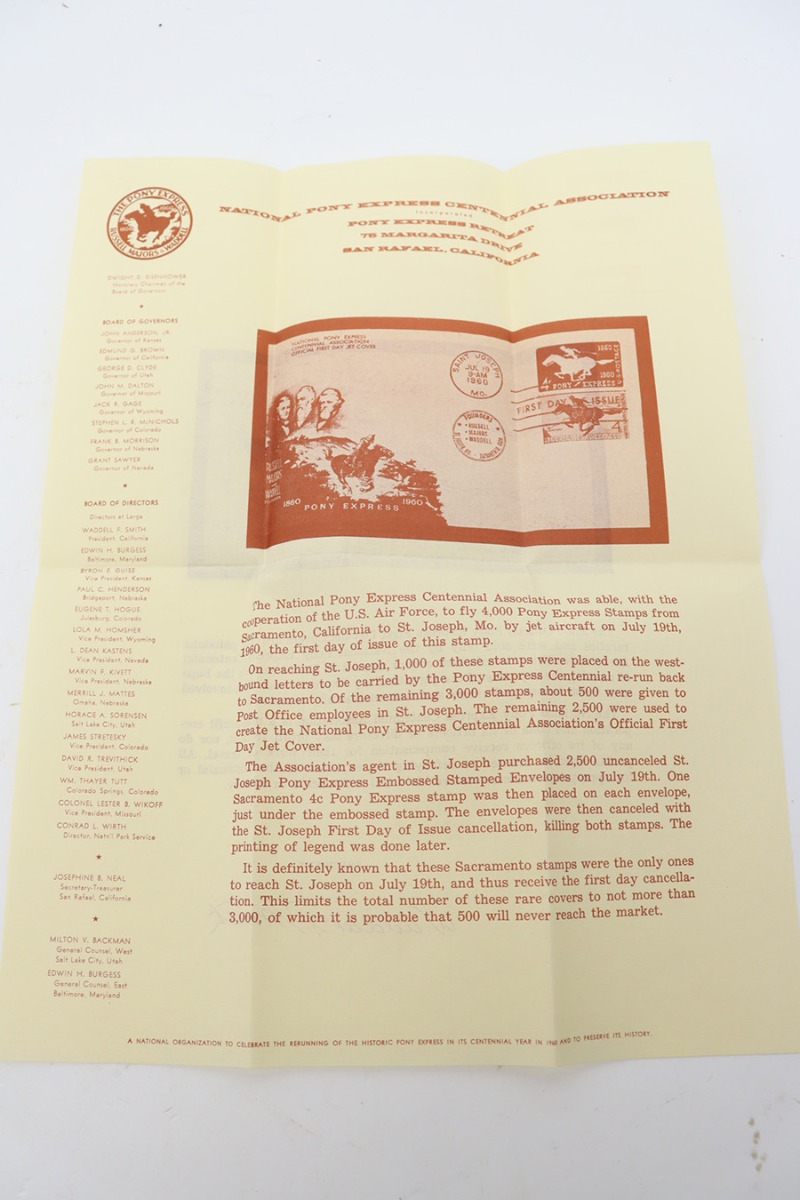 THE PONY EXPRESS
RUSSELL MAJORS WADDELL
NATIONAL PONY EXPRESS CENTENNIAL ASSOCIATION
Incorporated
PONY EXPRESS RETREAT
75 MARGARITA DRIVE
SAN RAFAEL, CALIFORNIA
DWIGHT D. EISENHOWER
Honorary Chairman of the
Board of Governors
BOARD OF GOVERNORS
JOHN ANDERSON, JR.
Governor of Kansas
EDMUND G. BROWN
Governor of California
GEORGE D. CLYDE
Governor of Utah
JOHN M. DALTON
Governor of Missouri
JACK R. GAGE
Governor of Wyoming
STEPHEN L. R. McNICHOLS
Governor of Colorado
FRANK B. MORRISON
Governor of Nebraska
GRANT SAWYER
Governor of Nevada
BOARD OF DIRECTORS
Directors at Large
WADDELL F. SMITH
President, California
EDWIN H. BURGESS
Baltimore, Maryland
BYRON F. GUISE
Vice President, Kansas
PAUL C. HENDERSON
Bridgeport, Nebraska
EUGENE T. HOGUE
Julesburg, Colorado
LOLA M. HOMSHER
Vice President, Wyoming
L. DEAN KASTENS
Vice President, Nevada
MARVIN F. KIVETT
Vice President, Nebraska
MERRILL J. MATTES
Omaha, Nebraska
HORACE A. SORENSEN
Salt Lake City, Utah
JAMES STRETESKY
Vice President, Colorado
DAVID R. TREVITHICK
Vice President, Utah
WM. THAYER TUTT
Colorado Springs, Colorado
COLONEL LESTER B. WIKOFF
Vice President, Missouri
CONRAD L. WIRTH
Director, Nat'l Park Service
JOSEPHINE B. NEAL
Secretary-Treasurer
San Rafael, California
MILTON V. BACKMAN
General Counsel, West
Salt Lake City, Utah
EDWIN H. BURGESS
General Counsel, East
Baltimore, Maryland
NATIONAL PONY EXPRESS
CENTENNIAL ASSOCIATION
OFFICIAL FIRST DAY JET COVER
SAINT JOSEPH
JUL 19
9-AM
1960
MO.
1860
1960
POSTAGE
4¢
PONY EXPRESS
FIRST DAY OF ISSUE
4¢
FOUNDERS
RUSSELL
MAJORS
WADDELL
RUSSELL
MAJORS
WADDELL
1860 PONY EXPRESS 1960
The National Pony Express Centennial Association was able, with the
cooperation of the U.S. Air Force, to fly 4,000 Pony Express Stamps from
Sacramento, California to St. Joseph, Mo. by jet aircraft on July 19th,
1960, the first day of issue of this stamp.
On reaching St. Joseph, 1,000 of these stamps were placed on the west-
bound letters to be carried by the Pony Express Centennial re-run back
to Sacramento. Of the remaining 3,000 stamps, about 500 were given to
Post Office employees in St. Joseph. The remaining 2,500 were used to
create the National Pony Express Centennial Association's Official First
Day Jet Cover.
The Association's agent in St. Joseph purchased 2,500 uncanceled St.
Joseph Pony Express Embossed Stamped Envelopes on July 19th. One
Sacramento 4c Pony Express stamp was then placed on each envelope,
just under the embossed stamp. The envelopes were then canceled with
the St. Joseph First Day of Issue cancellation, killing both stamps. The
printing of legend was done later.
It is definitely known that these Sacramento stamps were the only ones
to reach St. Joseph on July 19th, and thus receive the first day cancella-
tion. This limits the total number of these rare covers to not more than
3,000, of which it is probable that 500 will never reach the market.
A NATIONAL ORGANIZATION TO CELEBRATE THE RERUNNING OF THE HISTORIC PONY EXPRESS IN ITS CENTENNIAL YEAR IN 1960 AND TO PRESERVE ITS HISTORY.